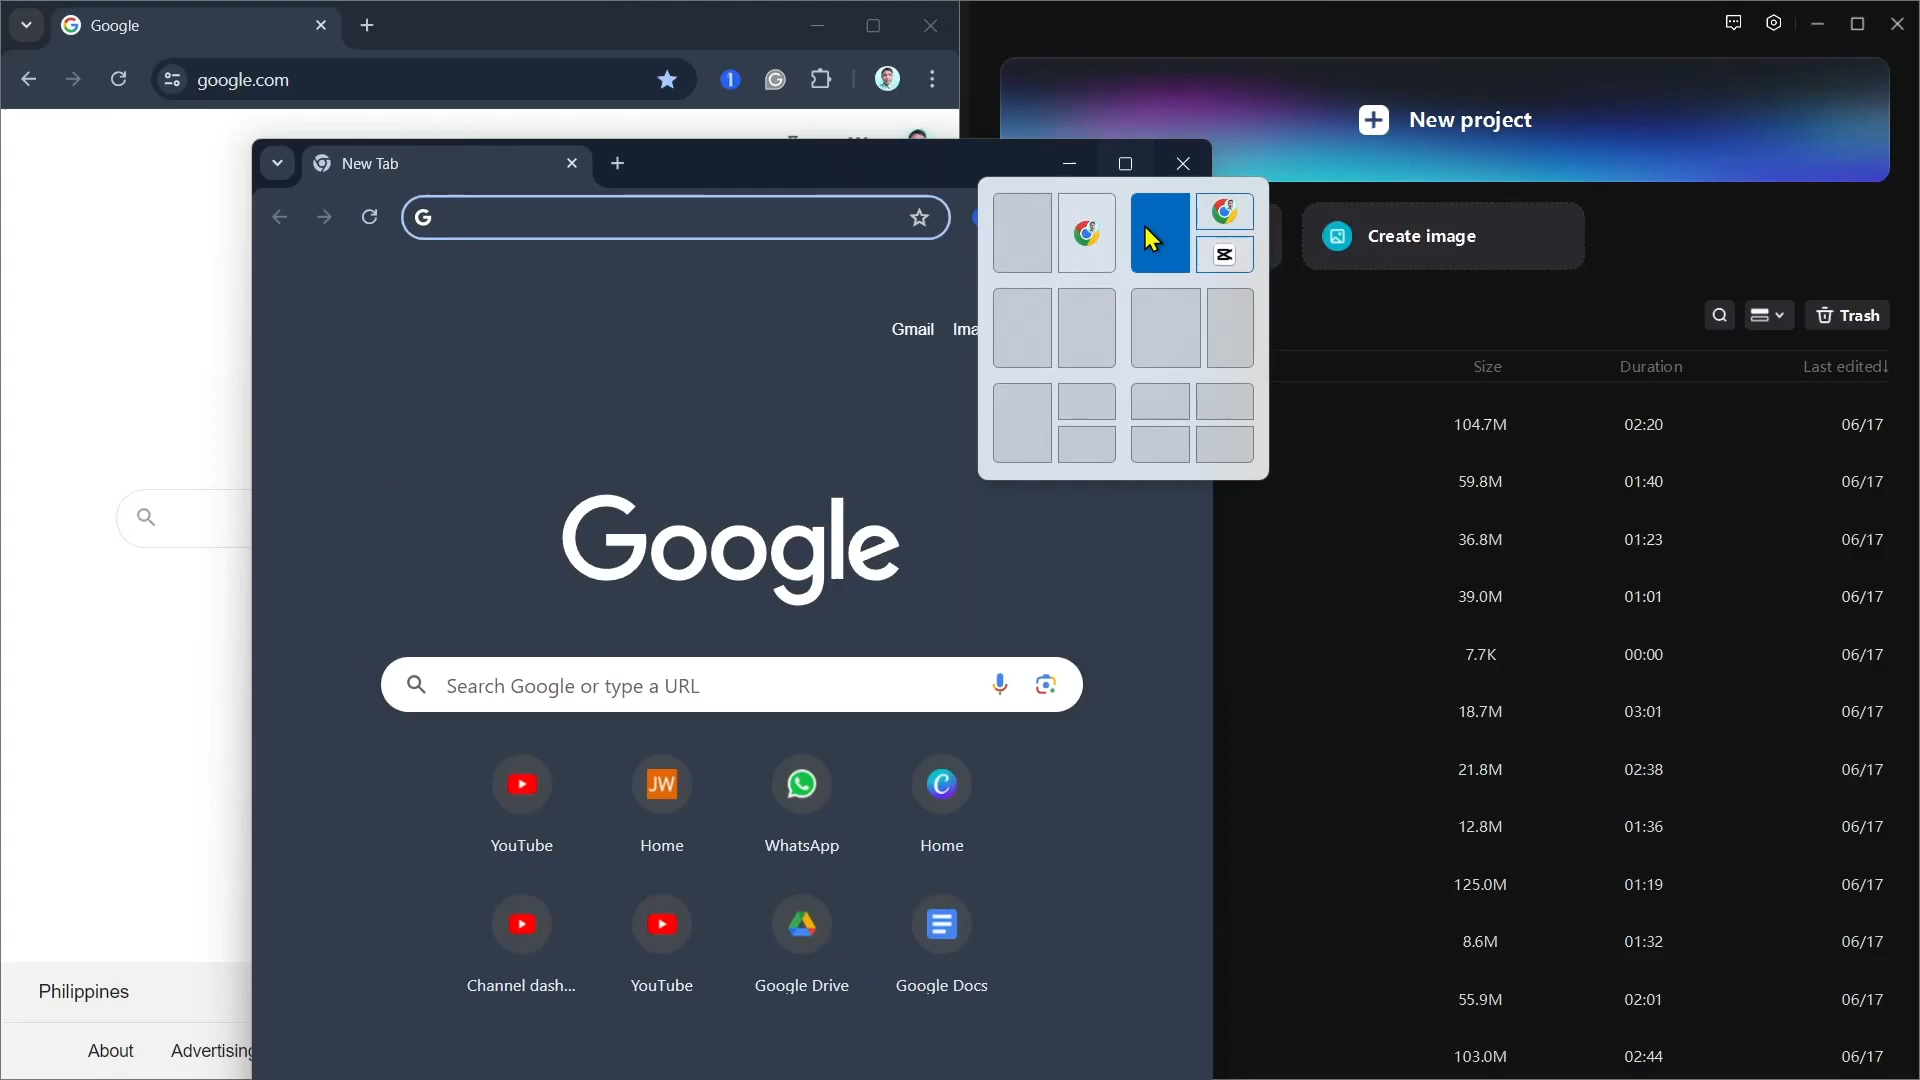 Google
google.com
New project
New Tab
Create image
Gmail Ima
Trash
Size Duration Last edited↓
104.7M 02:20 06/17
59.8M 01:40 06/17
Google
36.8M 01:23 06/17
39.0M 01:01 06/17
7.7K 00:00 06/17
Search Google or type a URL
18.7M 03:01 06/17
21.8M 02:38 06/17
JW
12.8M 01:36 06/17
YouTube Home WhatsApp Home
125.0M 01:19 06/17
8.6M 01:32 06/17
Channel dash... YouTube Google Drive Google Docs
Philippines
55.9M 02:01 06/17
About Advertising
103.0M 02:44 06/17